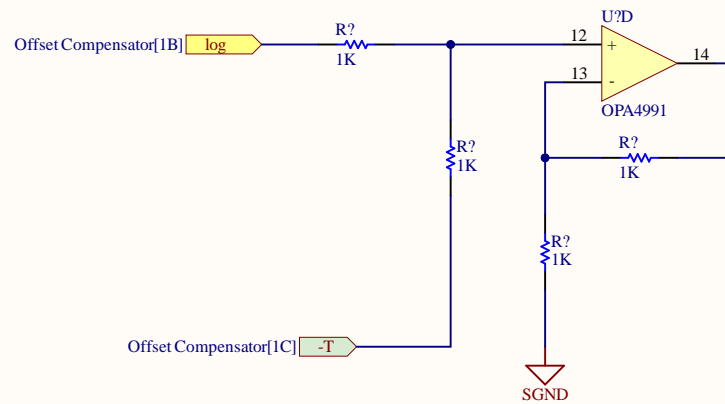 U?D
Offset Compensator[1B] log
R?
1K
12
+
14
13
-
OPA4991
R?
1K
R?
1K
R?
1K
Offset Compensator[1C] -T
SGND